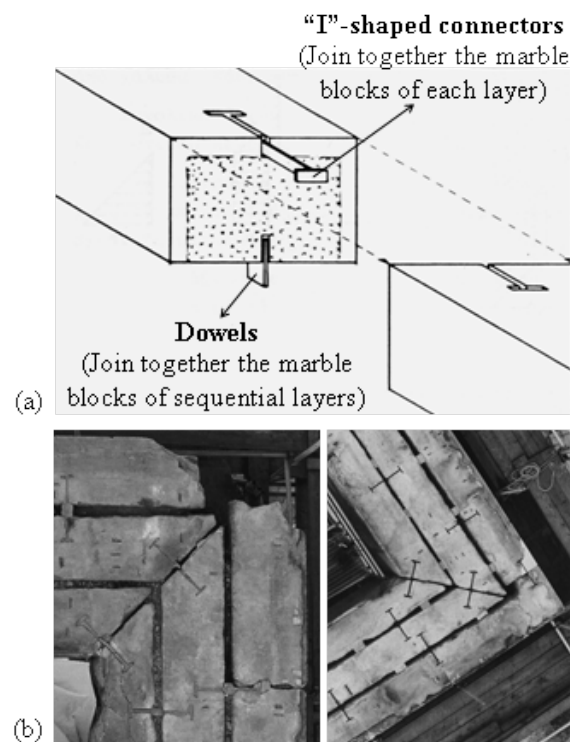 “I”-shaped connectors
(Join together the marble
blocks of each layer)
Dowels
(Join together the marble
blocks of sequential layers)
(a)
(b)